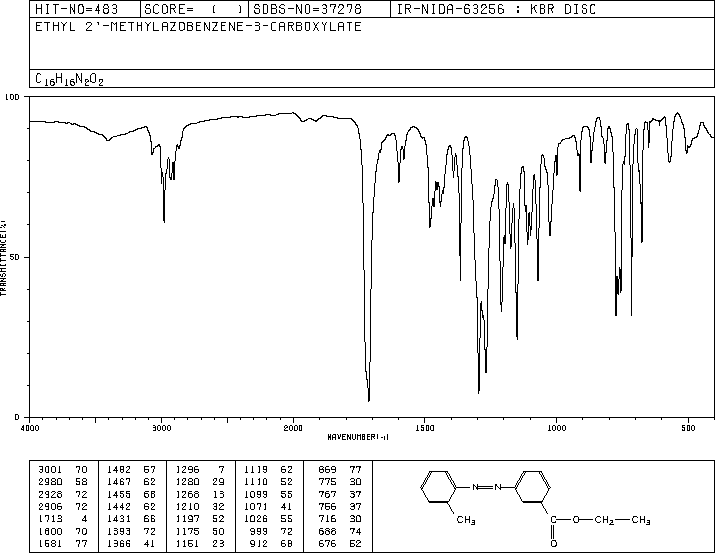 HIT-NO=483 SCORE= ( ) SDBS-NO=37278 IR-NIDA-63256 : KBR DISC
ETHYL 2'-METHYLAZOBENZENE-3-CARBOXYLATE
C16H16N2O2
100
50
0
TRANSMITTANCE(%)
4000 3000 2000 1500 1000 500
WAVENUMBER(-1)
3001 70 1482 57 1296 7 1119 62 869 77
2980 58 1467 62 1280 29 1110 52 775 30
2928 72 1455 66 1268 13 1099 55 767 37
2906 72 1442 62 1210 32 1071 41 756 37
1713 4 1431 66 1197 52 1026 55 716 30
1600 70 1393 72 1175 50 999 72 688 74
1581 77 1366 41 1151 23 912 68 676 52
N=N
CH3
C-O-CH2-CH3
O